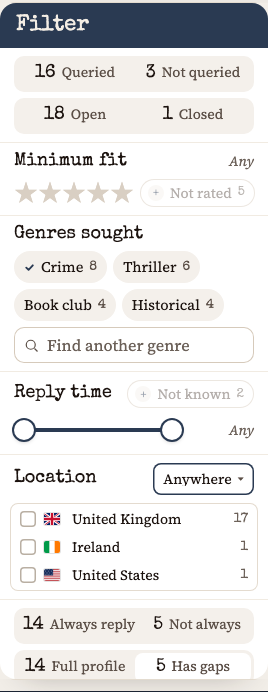 Filter
16 Queried 3 Not queried
18 Open 1 Closed
Minimum fit Any
+ Not rated 5
Genres sought
✓ Crime 8 Thriller 6
Book club 4 Historical 4
Find another genre
Reply time + Not known 2
Any
Location Anywhere
United Kingdom 17
Ireland 1
United States 1
14 Always reply 5 Not always
14 Full profile 5 Has gaps